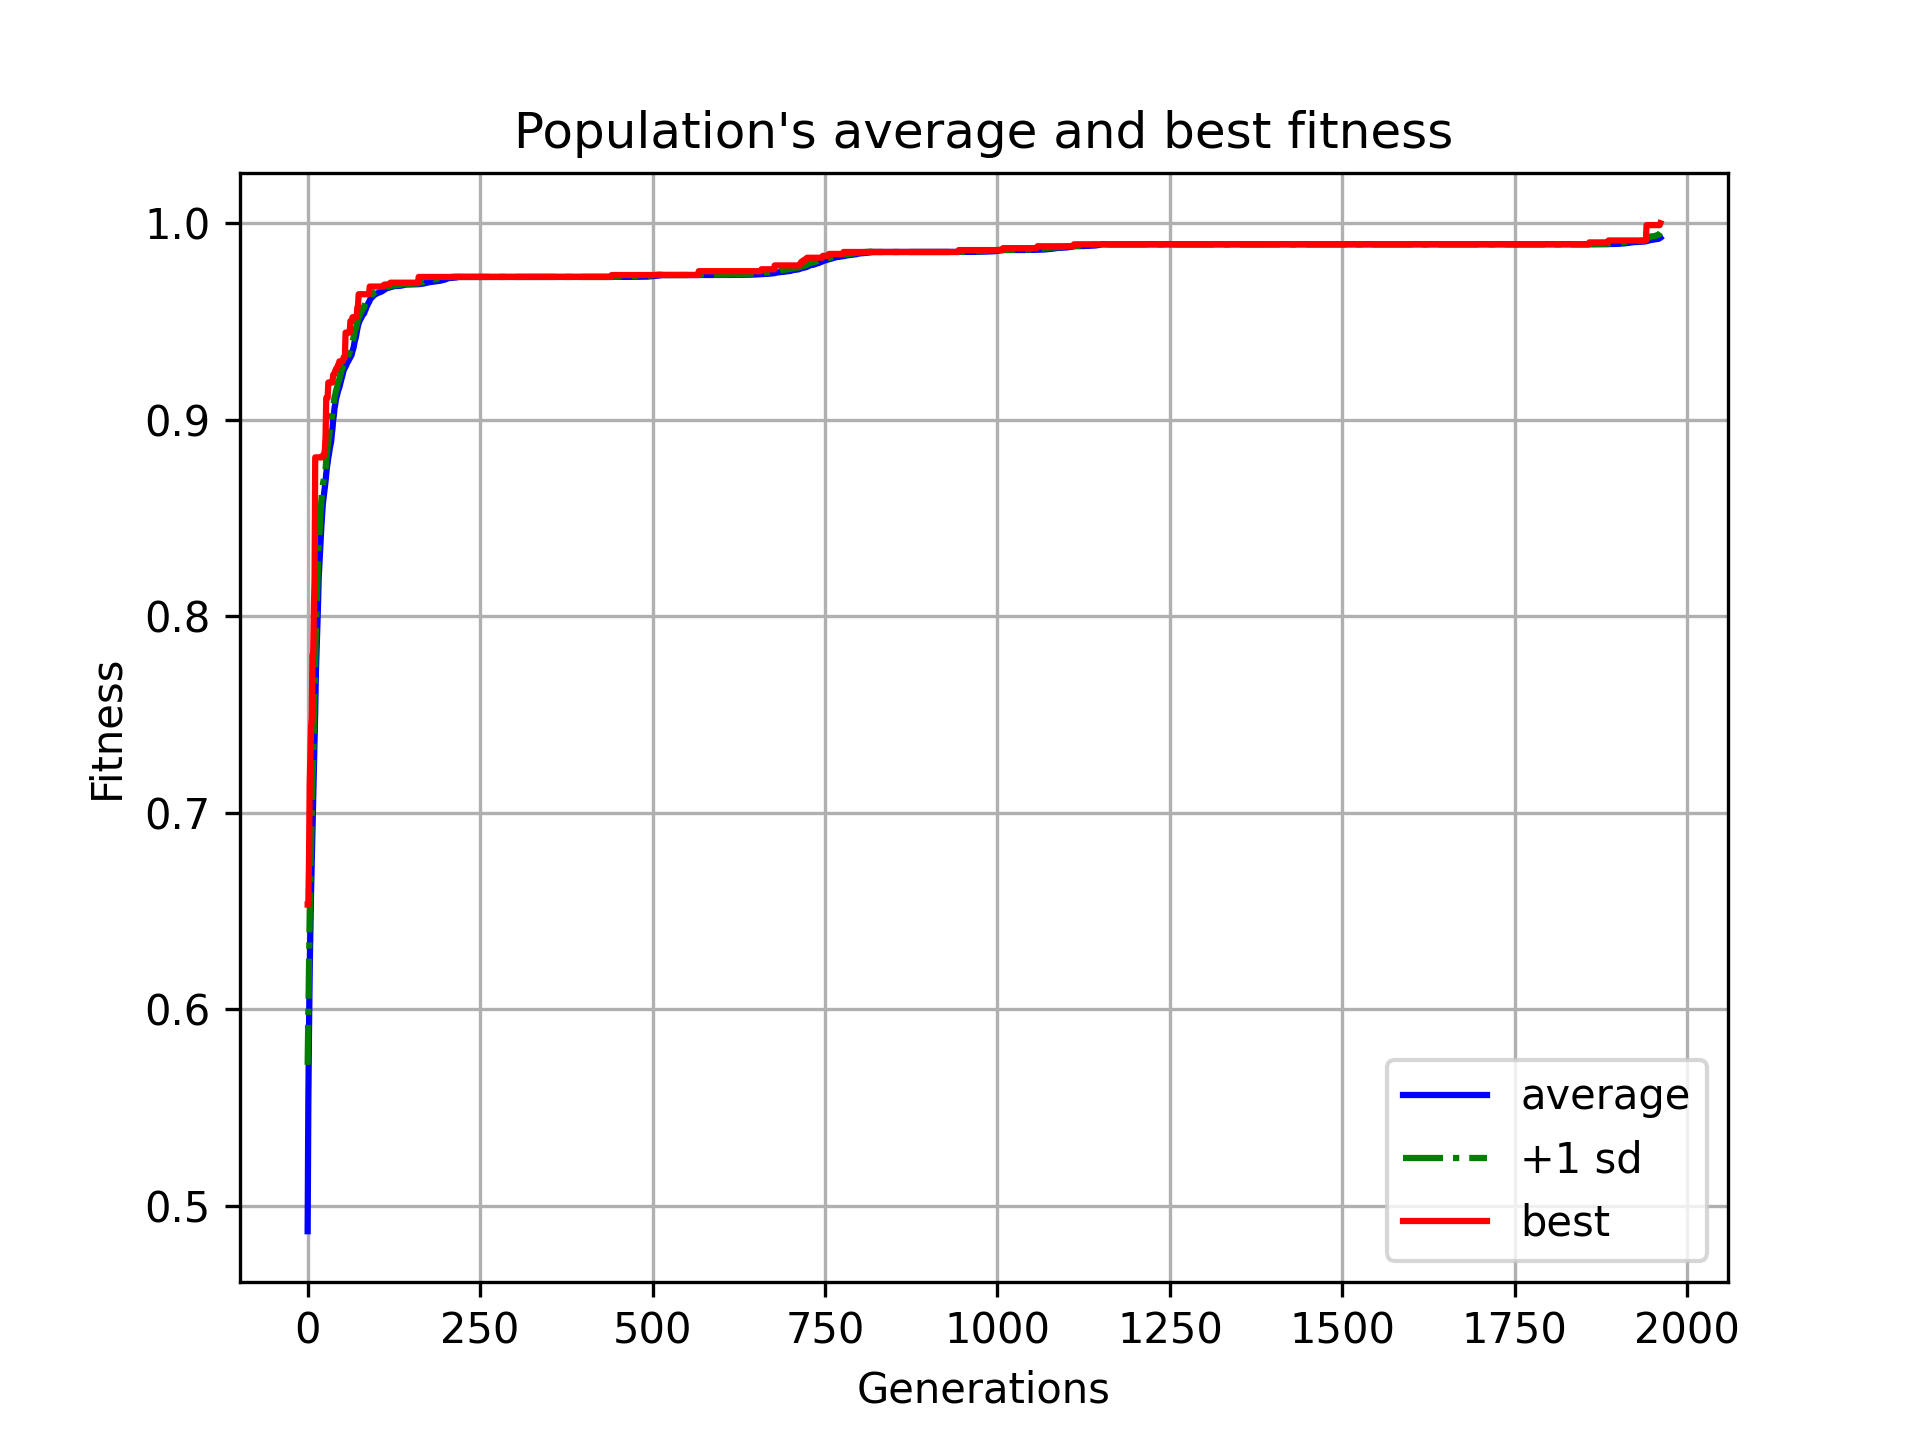 Population's average and best fitness
1.0
0.9
0.8
0.7
0.6
0.5
Fitness
average
+1 sd
best
0 250 500 750 1000 1250 1500 1750 2000
Generations